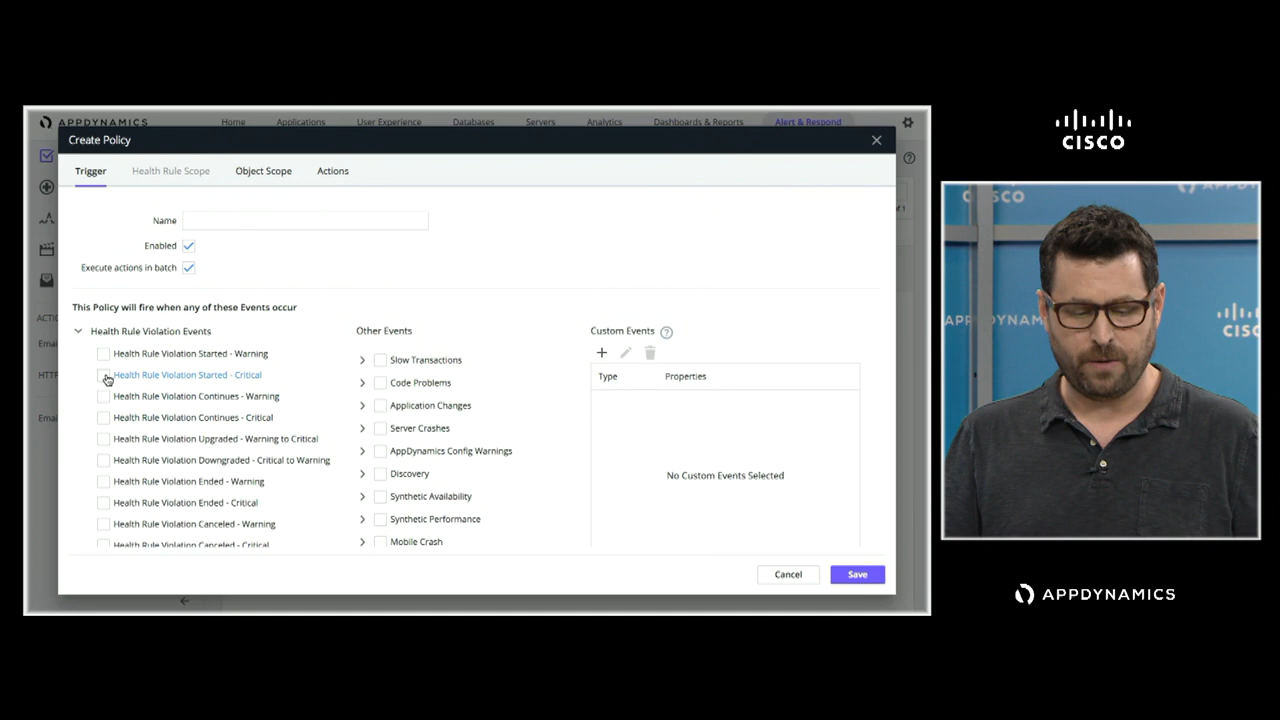 APPDYNAMICS
Home
Applications
User Experience
Databases
Servers
Analytics
Dashboards & Reports
Alert & Respond
Create Policy
Trigger
Health Rule Scope
Object Scope
Actions
Name
Enabled
Execute actions in batch
This Policy will fire when any of these Events occur
Health Rule Violation Events
Health Rule Violation Started - Warning
Health Rule Violation Started - Critical
Health Rule Violation Continues - Warning
Health Rule Violation Continues - Critical
Health Rule Violation Upgraded - Warning to Critical
Health Rule Violation Downgraded - Critical to Warning
Health Rule Violation Ended - Warning
Health Rule Violation Ended - Critical
Health Rule Violation Canceled - Warning
Health Rule Violation Canceled - Critical
Other Events
Slow Transactions
Code Problems
Application Changes
Server Crashes
AppDynamics Config Warnings
Discovery
Synthetic Availability
Synthetic Performance
Mobile Crash
Custom Events
Type
Properties
No Custom Events Selected
Cancel
Save
CISCO
APPDYNAMICS